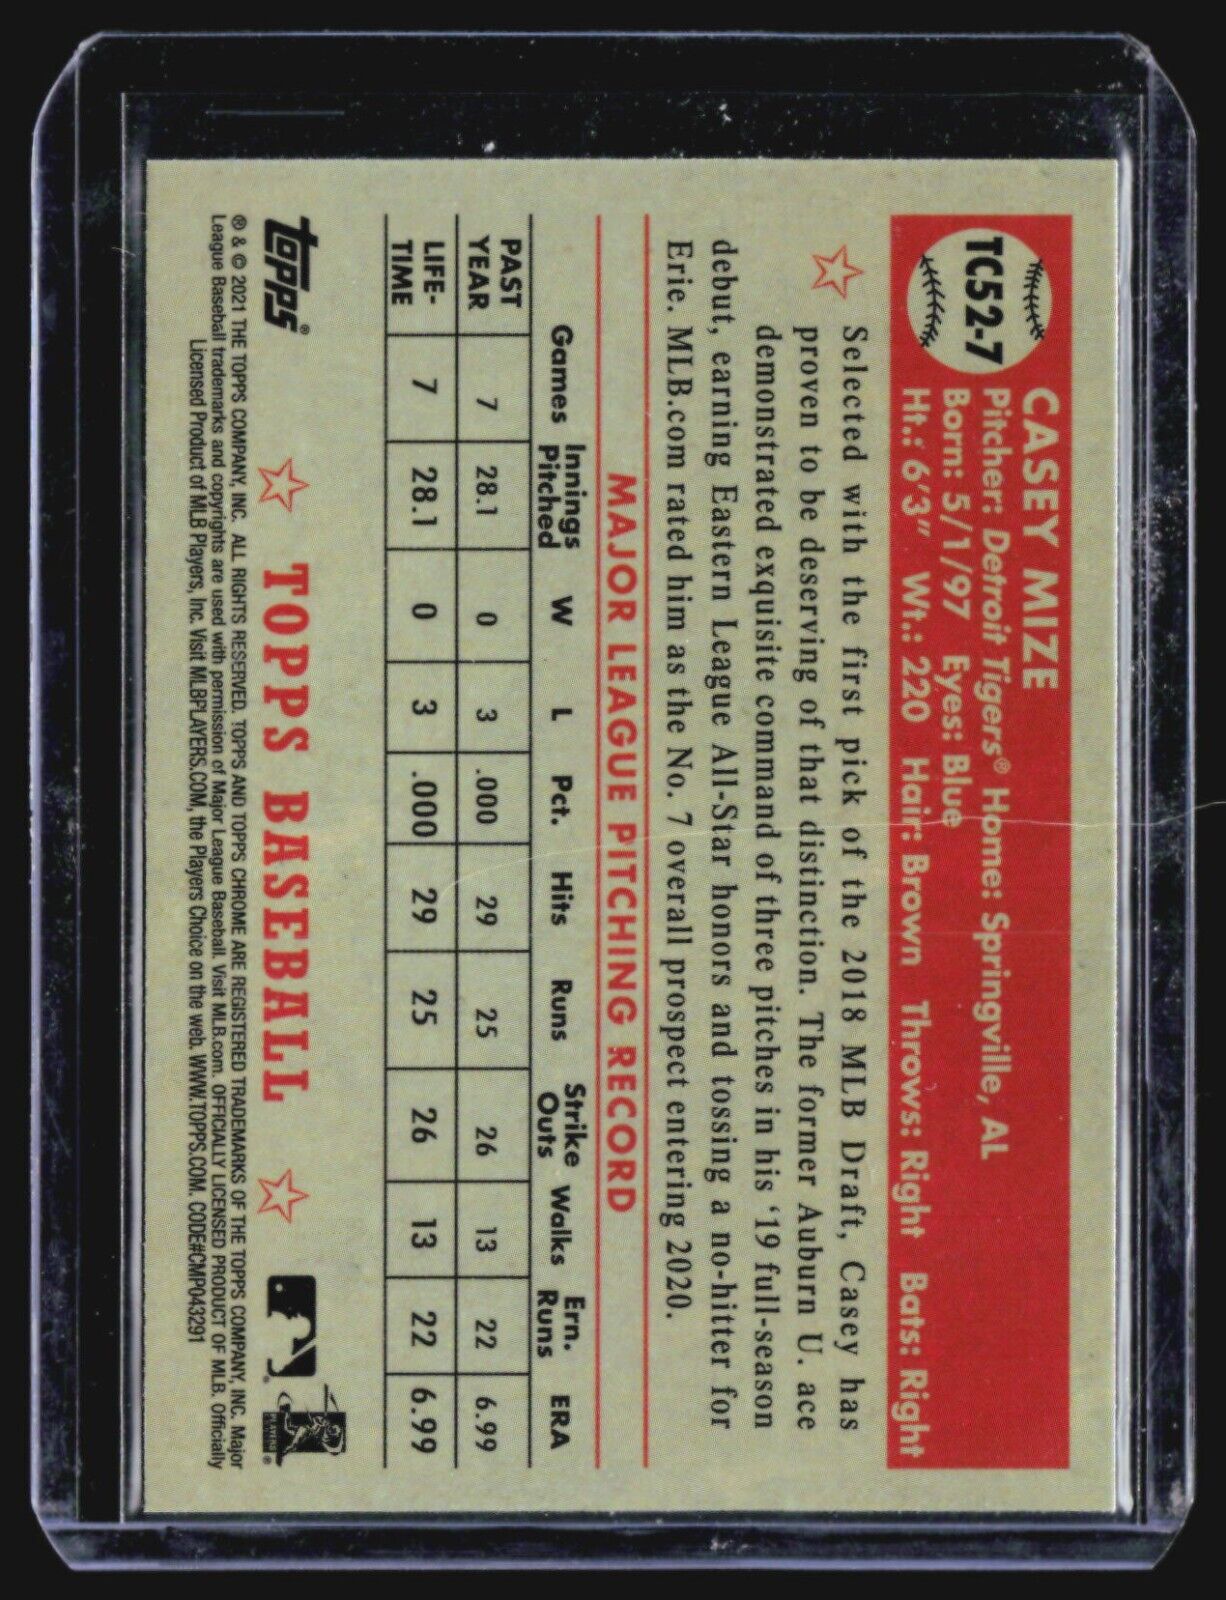 TC52-7
CASEY MIZE
Pitcher: Detroit Tigers® Home: Springville, AL
Born: 5/1/97 Eyes: Blue
Ht.: 6'3" Wt.: 220 Hair: Brown Throws: Right Bats: Right
Selected with the first pick of the 2018 MLB Draft, Casey has
proven to be deserving of that distinction. The former Auburn U. ace
demonstrated exquisite command of three pitches in his '19 full-season
debut, earning Eastern League All-Star honors and tossing a no-hitter for
Erie. MLB.com rated him as the No. 7 overall prospect entering 2020.
MAJOR LEAGUE PITCHING RECORD
Games Innings Pitched W L Pct. Hits Runs Strike Outs Walks Ern. Runs ERA
PAST YEAR 7 28.1 0 3 .000 29 25 26 13 22 6.99
LIFE-TIME 7 28.1 0 3 .000 29 25 26 13 22 6.99
topps® TOPPS BASEBALL
® & © 2021 THE TOPPS COMPANY, INC. ALL RIGHTS RESERVED. TOPPS AND TOPPS CHROME ARE REGISTERED TRADEMARKS OF THE TOPPS COMPANY, INC. Major
League Baseball trademarks and copyrights are used with permission of Major League Baseball. Visit MLB.com. OFFICIALLY LICENSED PRODUCT OF MLB. Officially
Licensed Product of MLB Players, Inc. Visit MLBPLAYERS.COM, the Players Choice on the web. WWW.TOPPS.COM. CODE#CMP043291